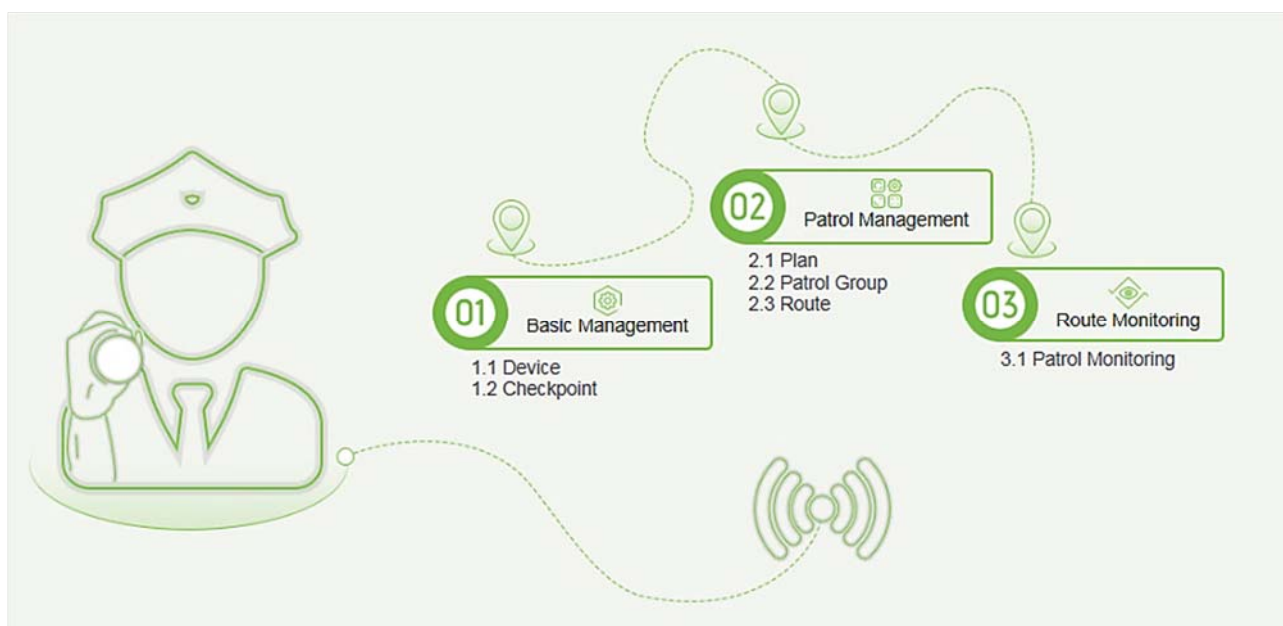 01
Basic Management
1.1 Device
1.2 Checkpoint
02
Patrol Management
2.1 Plan
2.2 Patrol Group
2.3 Route
03
Route Monitoring
3.1 Patrol Monitoring